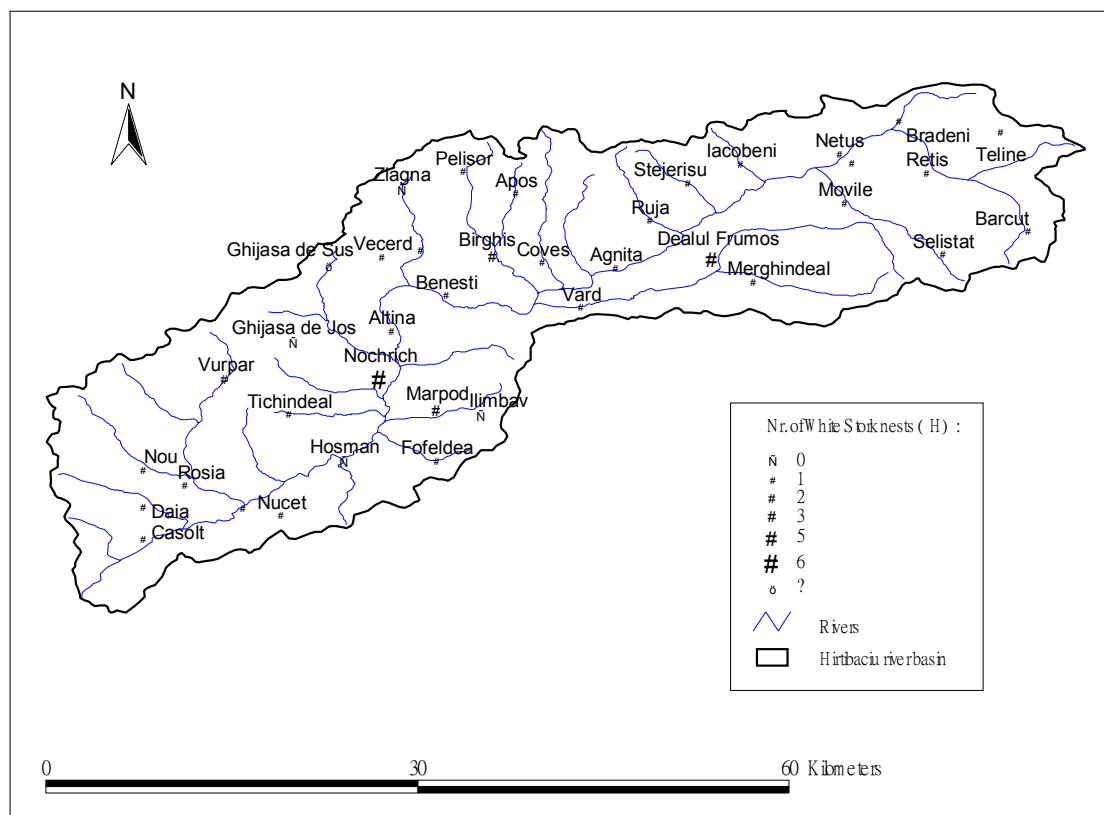 N
Bradeni
Netus
Iacobeni
Teline
Retis
Pelisor
Stejerisu
Zlagna
Apos
Movile
Ruja
Barcut
Dealul Frumos
Selistat
Ghijasa de Sus
Vecerd
Birghis
Coves
Agnita
Merghindeal
Benesti
Vard
Altina
Ghijasa de Jos
Nochrich
Vurpar
Marpod
Ilimbav
Tichindeal
Hosman
Fofeldea
Nou
Rosia
Nucet
Daia
Casolt
Nr. of White Stork nests ( H ) :
Ñ 0
# 1
# 2
# 3
# 5
# 6
ö ?
Rivers
Hirtibaciu river basin
0 30 60 Kilometers